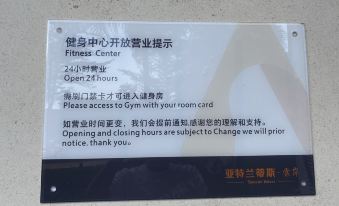 健身中心开放营业提示
Fitness Center
24小时营业
Open 24 hours
需刷门禁卡才可进入健身房
Please access to Gym with your room card
如营业时间更变，我们会提前通知,感谢您的理解和支持。
Opening and closing hours are subject to Change we will prior
notice, thank you。
亚特兰蒂斯